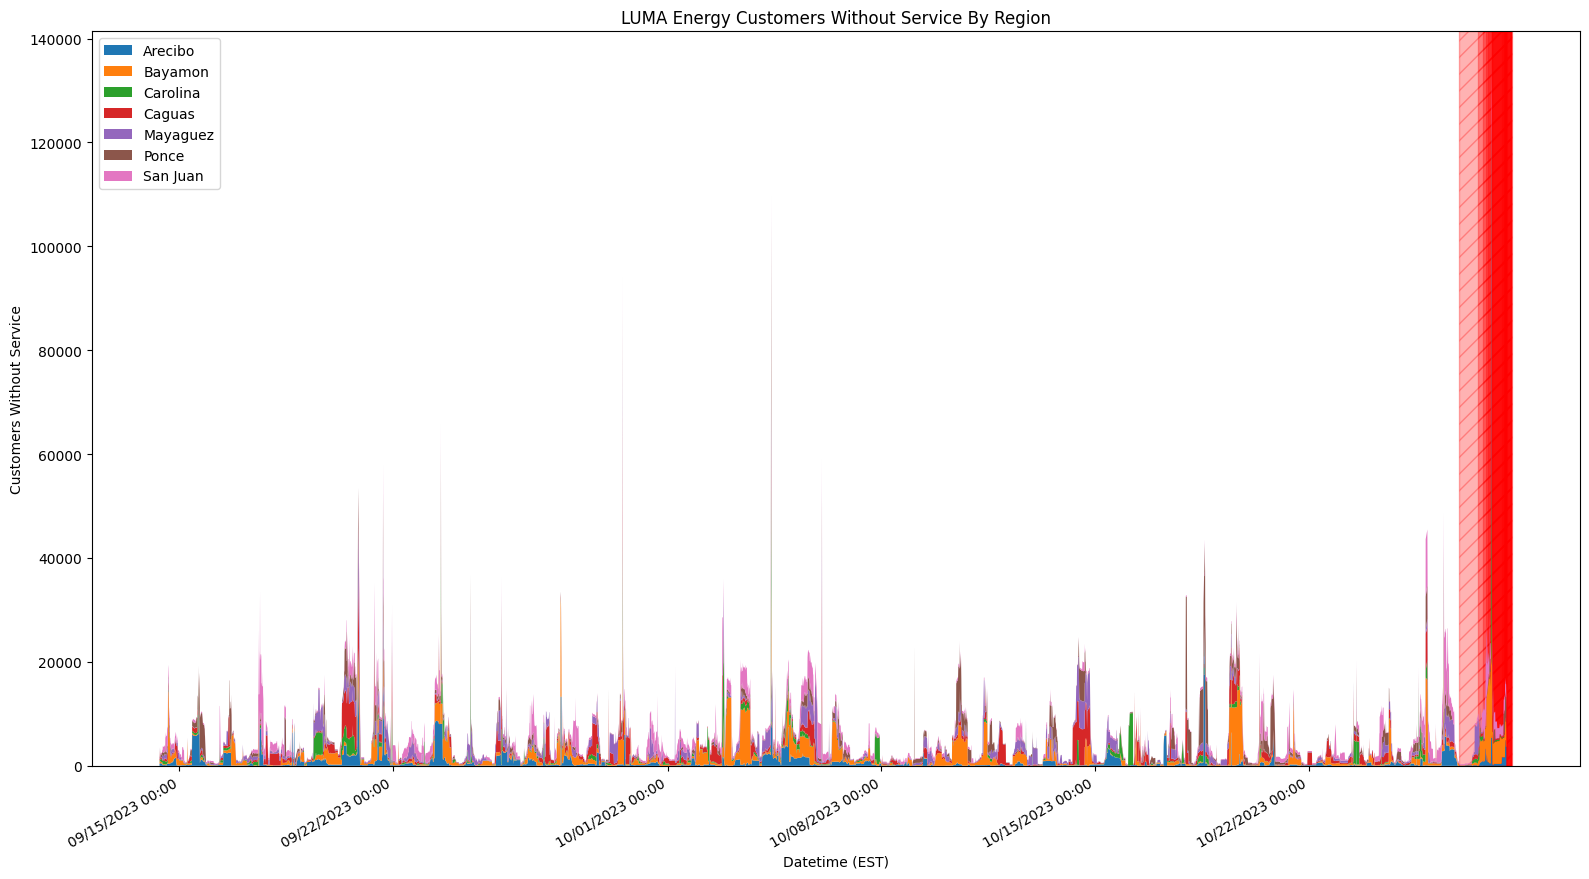 LUMA Energy Customers Without Service By Region
140000
120000
100000
80000
60000
40000
20000
0
Customers Without Service
Arecibo
Bayamon
Carolina
Caguas
Mayaguez
Ponce
San Juan
09/15/2023 00:00
09/22/2023 00:00
10/01/2023 00:00
10/08/2023 00:00
10/15/2023 00:00
10/22/2023 00:00
Datetime (EST)